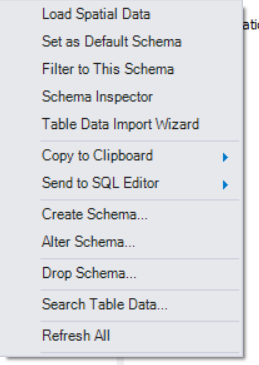 Load Spatial Data
Set as Default Schema
Filter to This Schema
Schema Inspector
Table Data Import Wizard
Copy to Clipboard
Send to SQL Editor
Create Schema...
Alter Schema...
Drop Schema...
Search Table Data...
Refresh All